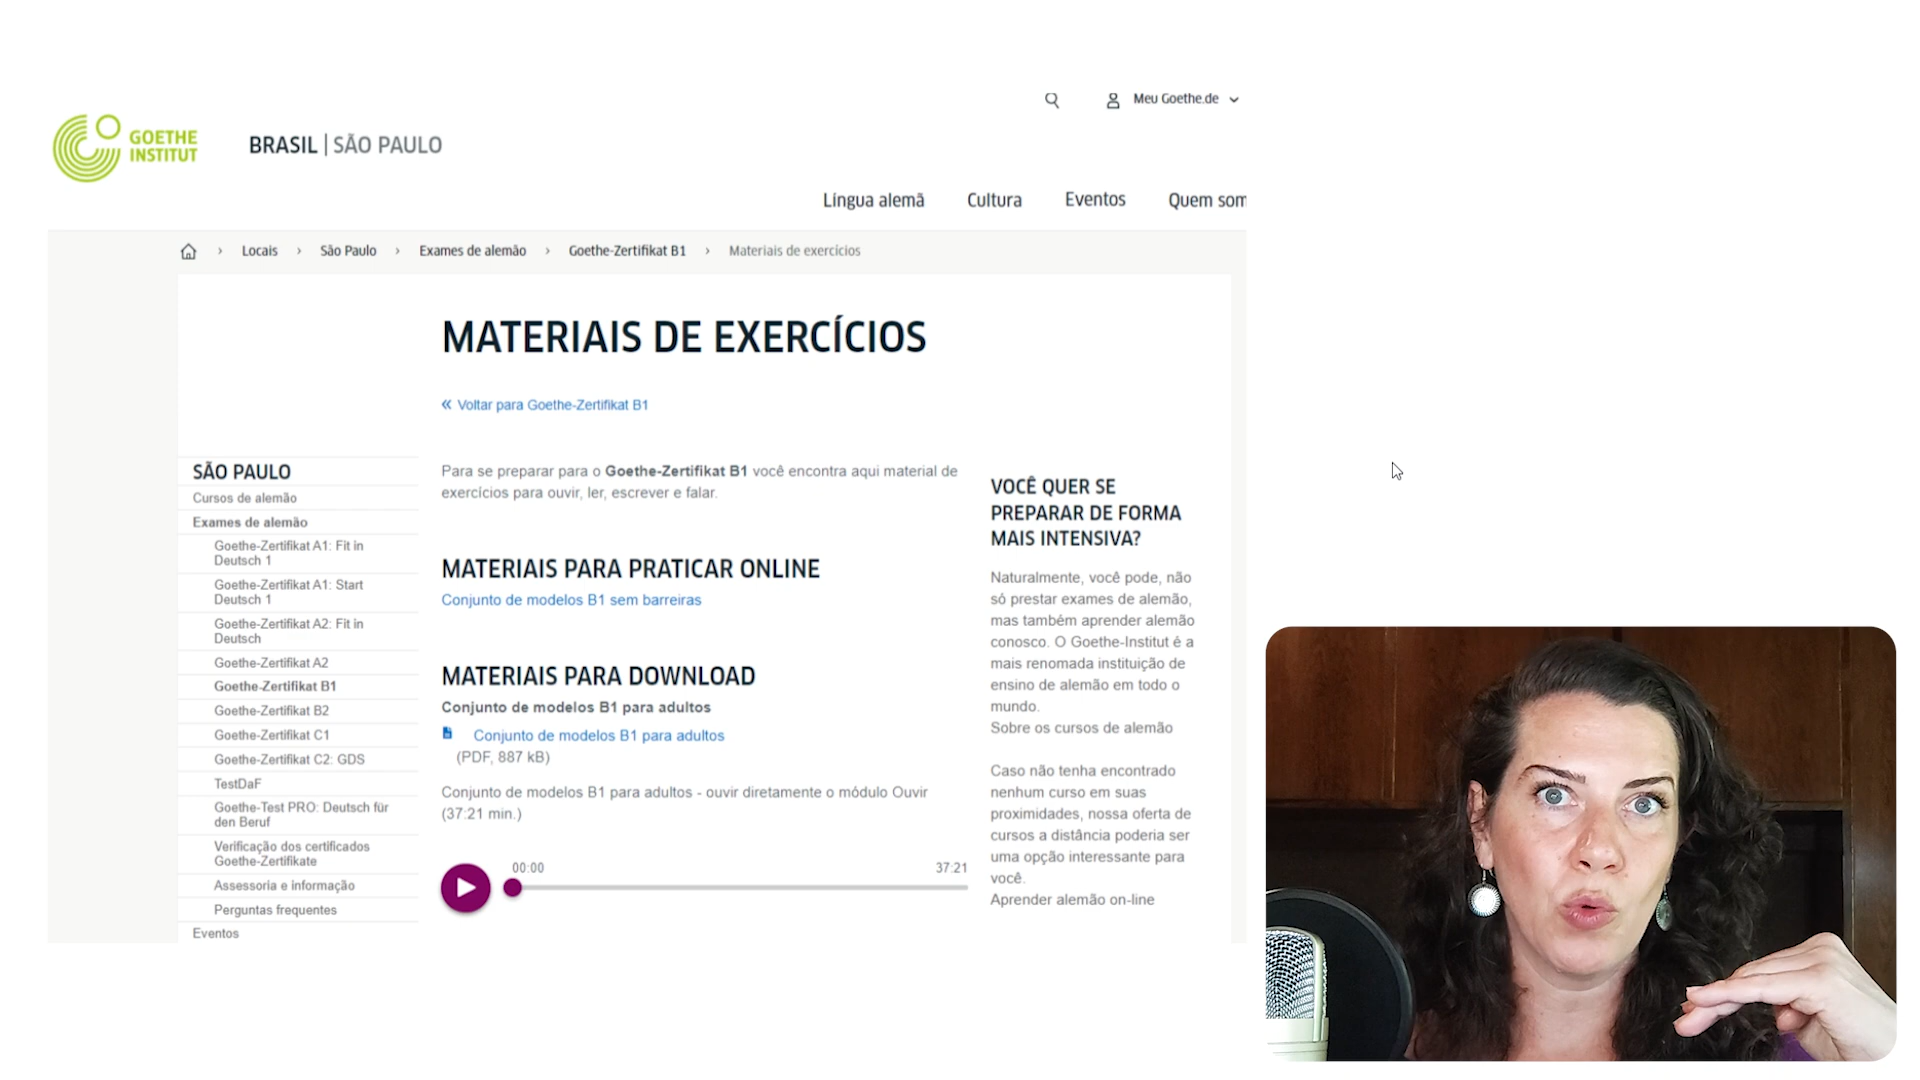 Meu Goethe.de
GOETHE
INSTITUT
BRASIL | SÃO PAULO
Língua alemã
Cultura
Eventos
Quem som
Locais
São Paulo
Exames de alemão
Goethe-Zertifikat B1
Materiais de exercícios
MATERIAIS DE EXERCÍCIOS
Voltar para Goethe-Zertifikat B1
SÃO PAULO
Cursos de alemão
Exames de alemão
Goethe-Zertifikat A1: Fit in
Deutsch 1
Goethe-Zertifikat A1: Start
Deutsch 1
Goethe-Zertifikat A2: Fit in
Deutsch
Goethe-Zertifikat A2
Goethe-Zertifikat B1
Goethe-Zertifikat B2
Goethe-Zertifikat C1
Goethe-Zertifikat C2: GDS
TestDaF
Goethe-Test PRO: Deutsch für
den Beruf
Verificação dos certificados
Goethe-Zertifikate
Assessoria e informação
Perguntas frequentes
Eventos
Para se preparar para o Goethe-Zertifikat B1 você encontra aqui material de
exercícios para ouvir, ler, escrever e falar.
MATERIAIS PARA PRATICAR ONLINE
Conjunto de modelos B1 sem barreiras
MATERIAIS PARA DOWNLOAD
Conjunto de modelos B1 para adultos
Conjunto de modelos B1 para adultos
(PDF, 887 kB)
Conjunto de modelos B1 para adultos - ouvir diretamente o módulo Ouvir
(37:21 min.)
00:00
37:21
VOCÊ QUER SE
PREPARAR DE FORMA
MAIS INTENSIVA?
Naturalmente, você pode, não
só prestar exames de alemão,
mas também aprender alemão
conosco. O Goethe-Institut é a
mais renomada instituição de
ensino de alemão em todo o
mundo.
Sobre os cursos de alemão
Caso não tenha encontrado
nenhum curso em suas
proximidades, nossa oferta de
cursos a distância poderia ser
uma opção interessante para
você.
Aprender alemão on-line